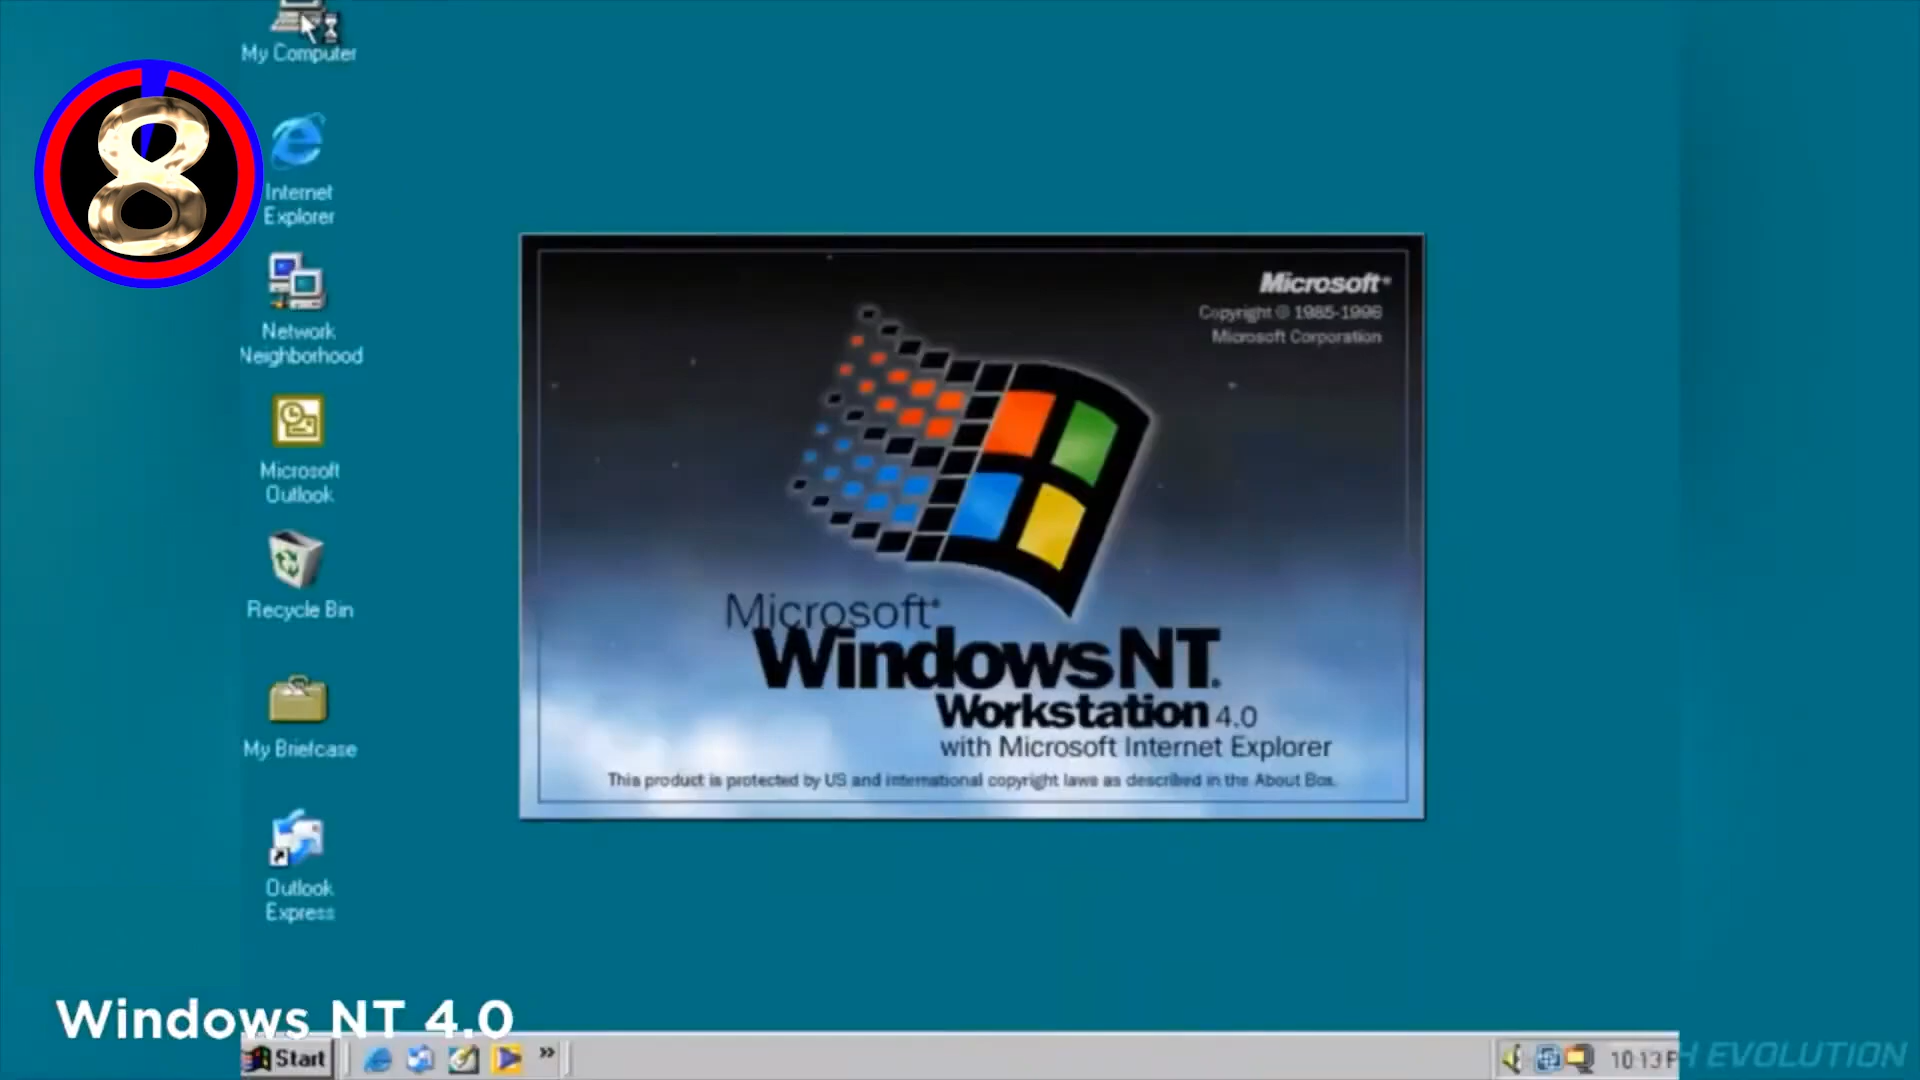 My Computer
8
Internet
Explorer
Network
Neighborhood
Microsoft
Outlook
Recycle Bin
My Briefcase
Outlook
Express
Microsoft®
Copyright © 1985-1996
Microsoft Corporation
Microsoft®
Windows NT®
Workstation 4.0
with Microsoft Internet Explorer
This product is protected by US and international copyright laws as described in the About Box.
Windows NT 4.0
Start
»
10:13 P
H EVOLUTION